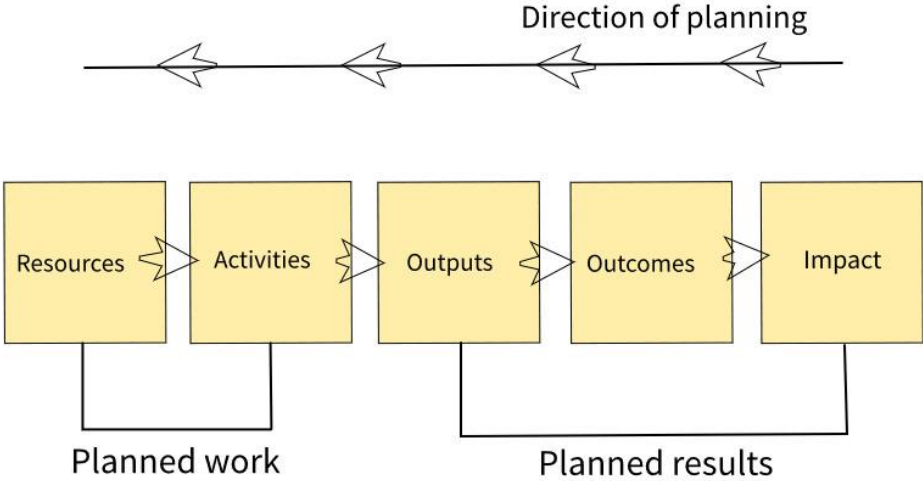 Direction of planning
Resources
Activities
Outputs
Outcomes
Impact
Planned work
Planned results